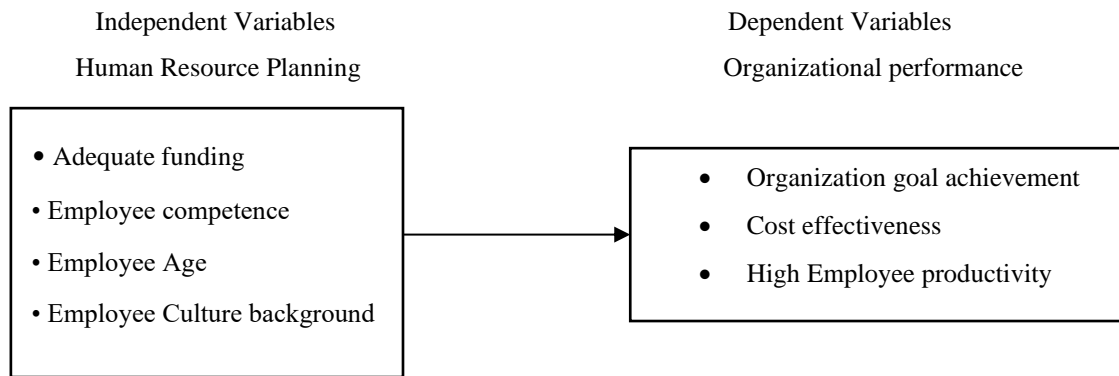 Independent Variables
Human Resource Planning
• Adequate funding
• Employee competence
• Employee Age
• Employee Culture background
Dependent Variables
Organizational performance
• Organization goal achievement
• Cost effectiveness
• High Employee productivity